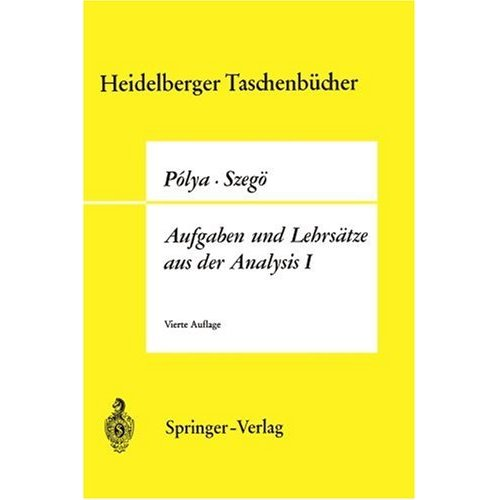 Heidelberger Taschenbücher
Pólya · Szegö
Aufgaben und Lehrsätze
aus der Analysis I
Vierte Auflage
Springer-Verlag